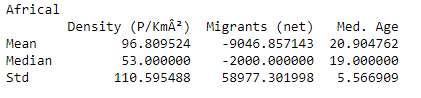 Africal
Density (P/KmÂ²) Migrants (net) Med. Age
Mean 96.809524 -9046.857143 20.904762
Median 53.000000 -2000.000000 19.000000
Std 110.595488 58977.301998 5.566909